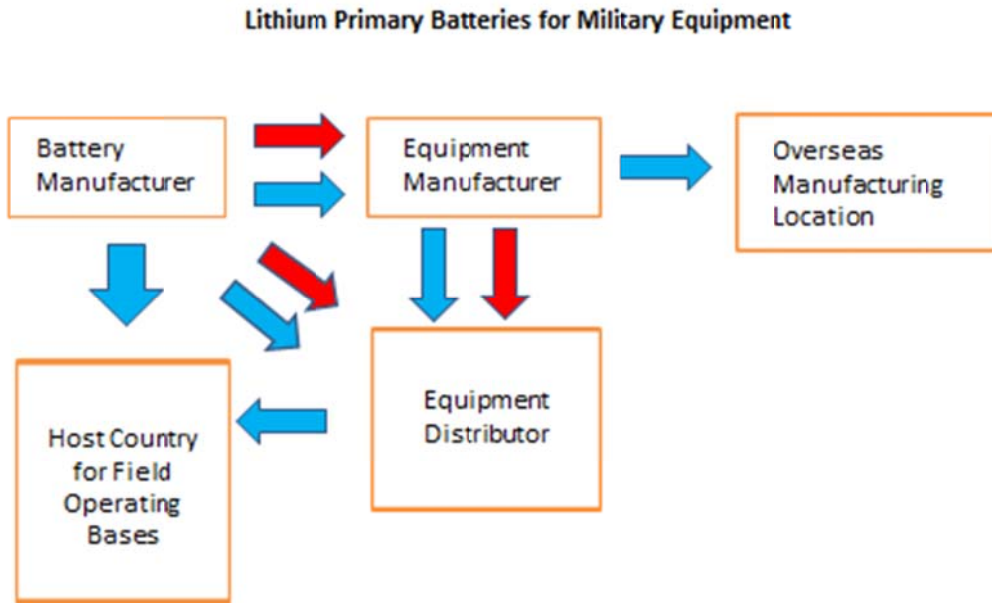 Lithium Primary Batteries for Military Equipment
Battery
Manufacturer
Equipment
Manufacturer
Overseas
Manufacturing
Location
Host Country
for Field
Operating
Bases
Equipment
Distributor